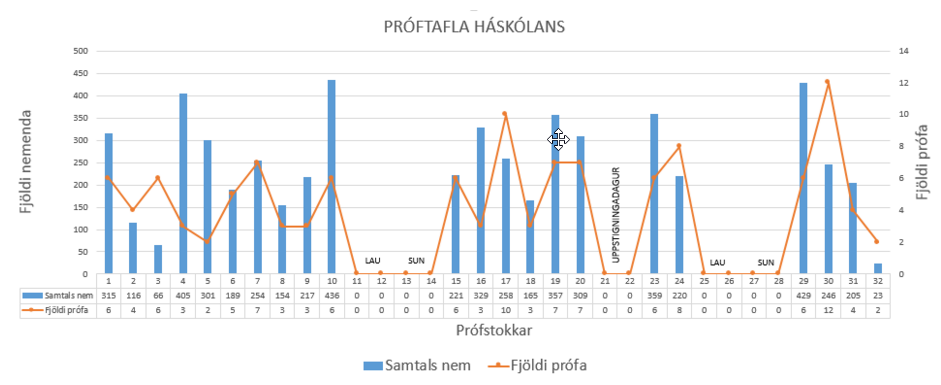 PRÓFTAFLA HÁSKÓLANS
Fjöldi nemenda
500
450
400
350
300
250
200
150
100
50
0
14
12
10
8
6
4
2
0
Fjöldi prófa
LAU SUN UPPSTIGNINGADAGUR LAU SUN
1 2 3 4 5 6 7 8 9 10 11 12 13 14 15 16 17 18 19 20 21 22 23 24 25 26 27 28 29 30 31 32
Samtals nem 315 116 66 405 301 189 254 154 217 436 0 0 0 0 221 329 258 165 357 309 0 0 359 220 0 0 0 0 429 246 205 23
Fjöldi prófa 6 4 6 3 2 5 7 3 3 6 0 0 0 0 6 3 10 3 7 7 0 0 6 8 0 0 0 0 6 12 4 2
Prófstokkar
Samtals nem Fjöldi prófa